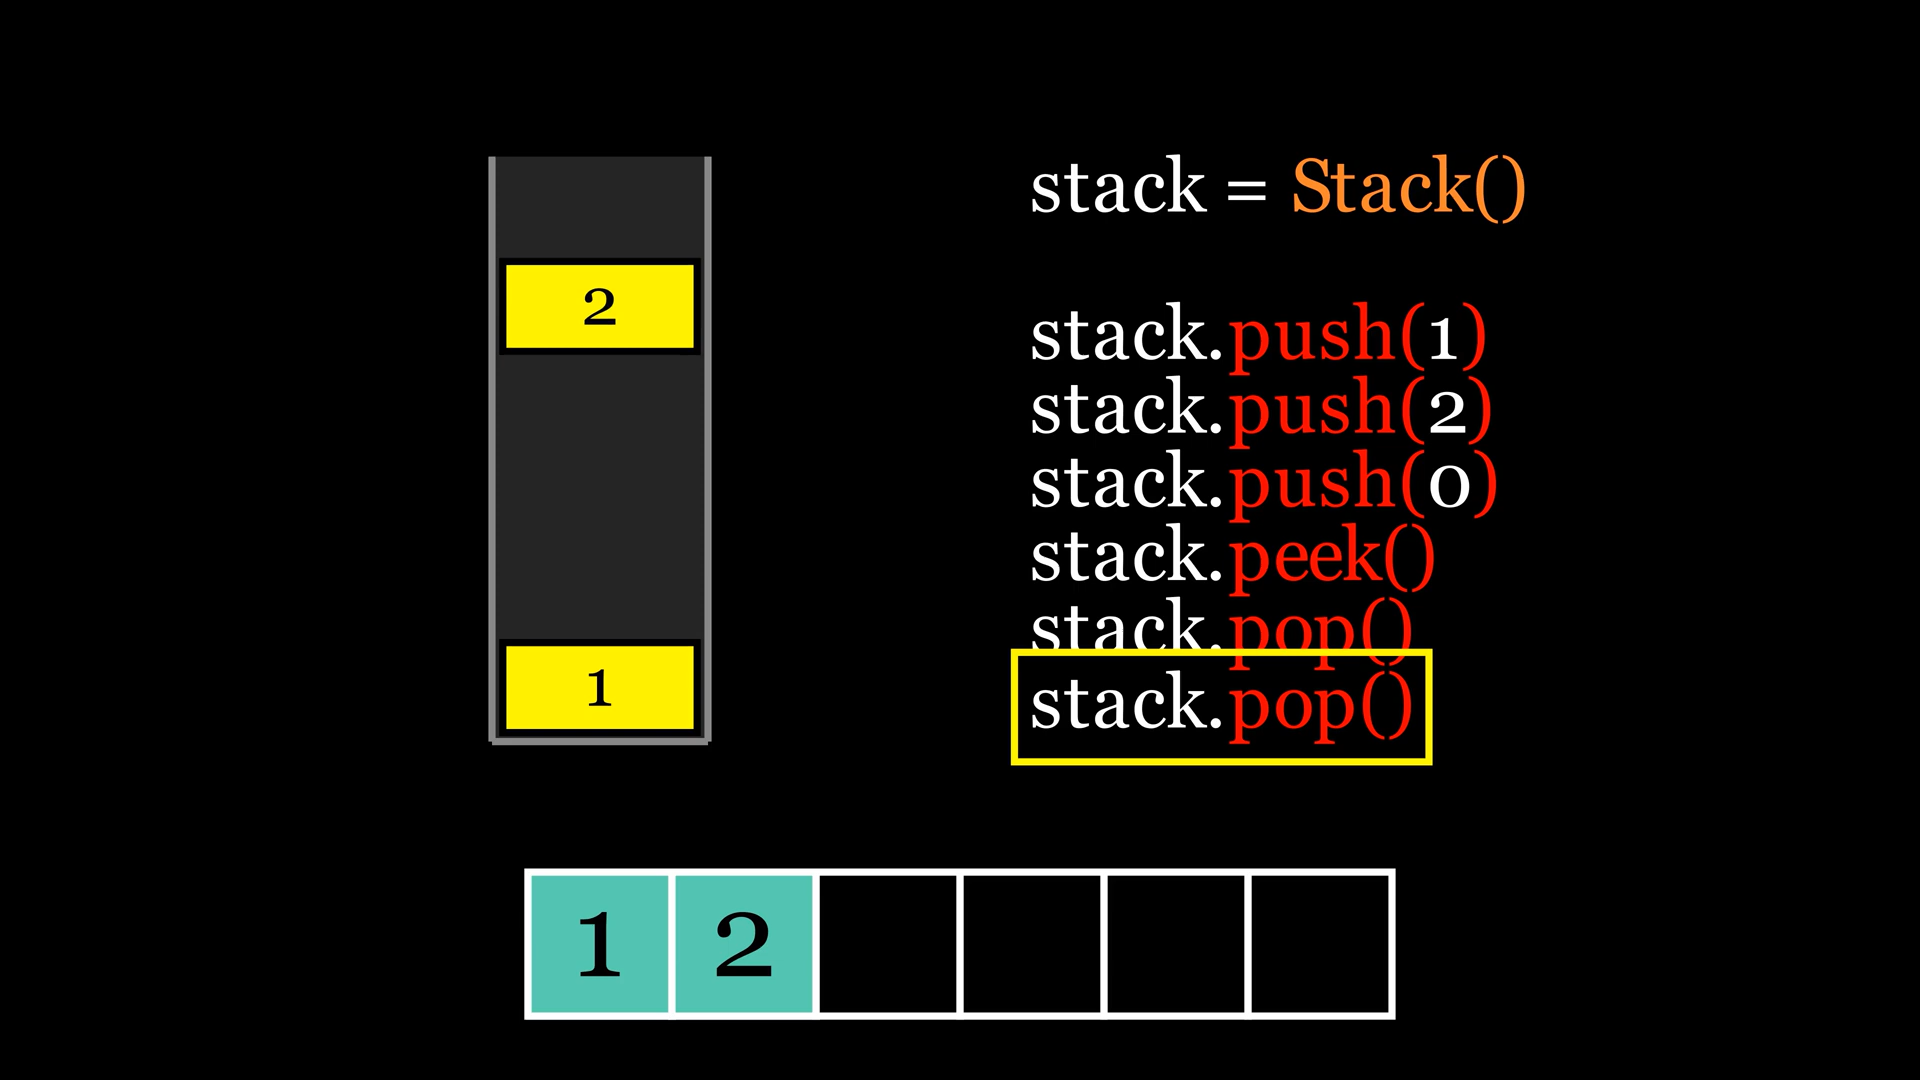 stack = Stack()
2
stack.push(1)
stack.push(2)
stack.push(0)
stack.peek()
stack.pop()
1
stack.pop()
1 2